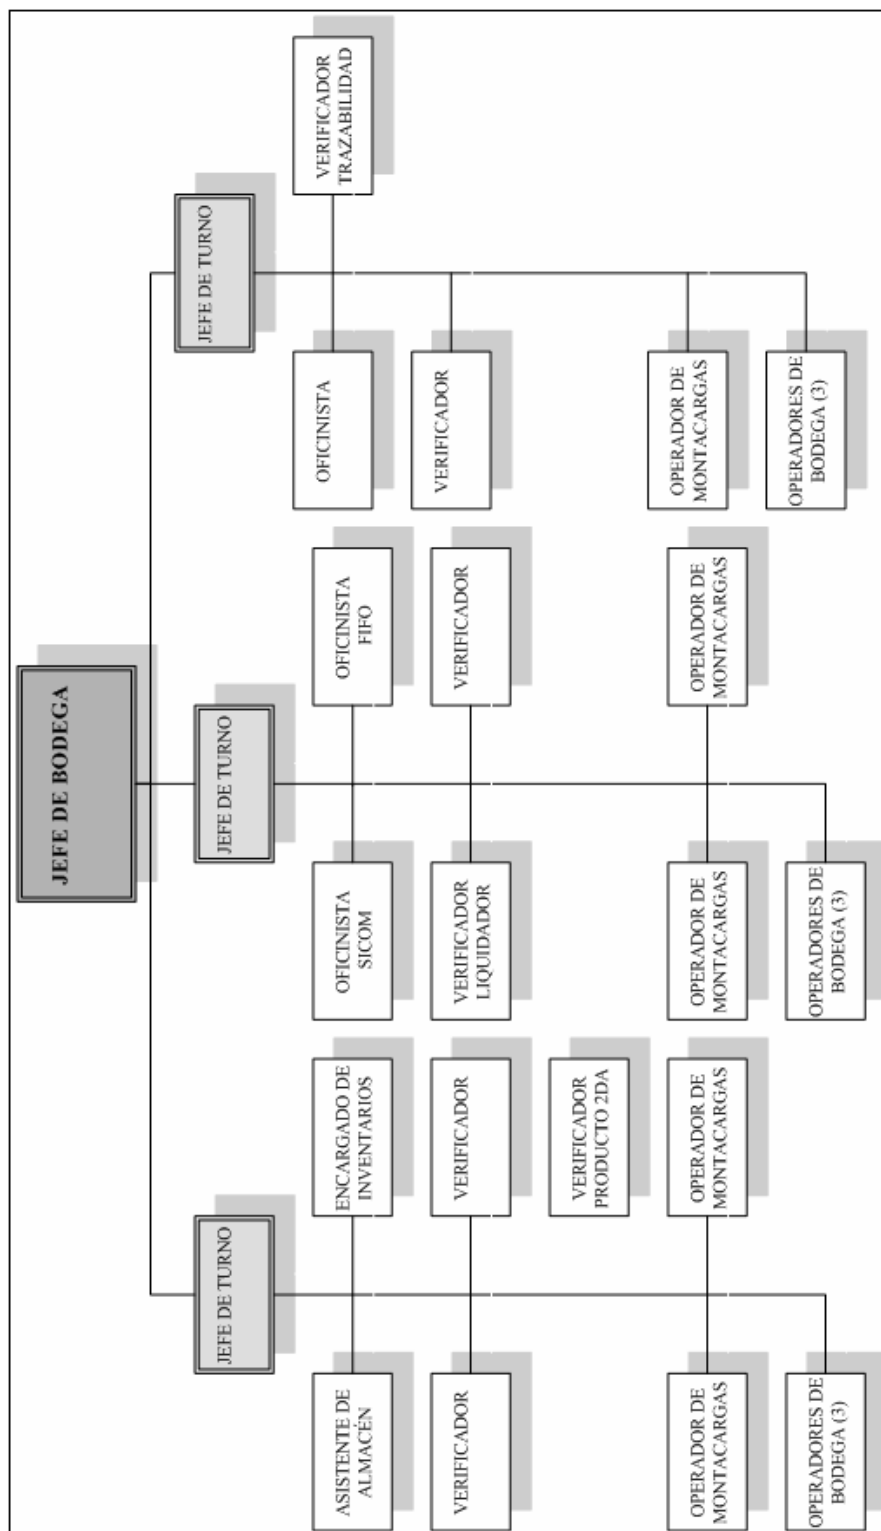 JEFE DE BODEGA
JEFE DE TURNO
JEFE DE TURNO
JEFE DE TURNO
ASISTENTE DE
ALMACÉN
ENCARGADO DE
INVENTARIOS
OFICINISTA
SICOM
OFICINISTA
FIFO
OFICINISTA
VERIFICADOR
TRAZABILIDAD
VERIFICADOR
VERIFICADOR
VERIFICADOR
LIQUIDADOR
VERIFICADOR
VERIFICADOR
VERIFICADOR
PRODUCTO 2DA
OPERADOR DE
MONTACARGAS
OPERADOR DE
MONTACARGAS
OPERADOR DE
MONTACARGAS
OPERADOR DE
MONTACARGAS
OPERADOR DE
MONTACARGAS
OPERADORES DE
BODEGA (3)
OPERADORES DE
BODEGA (3)
OPERADORES DE
BODEGA (3)